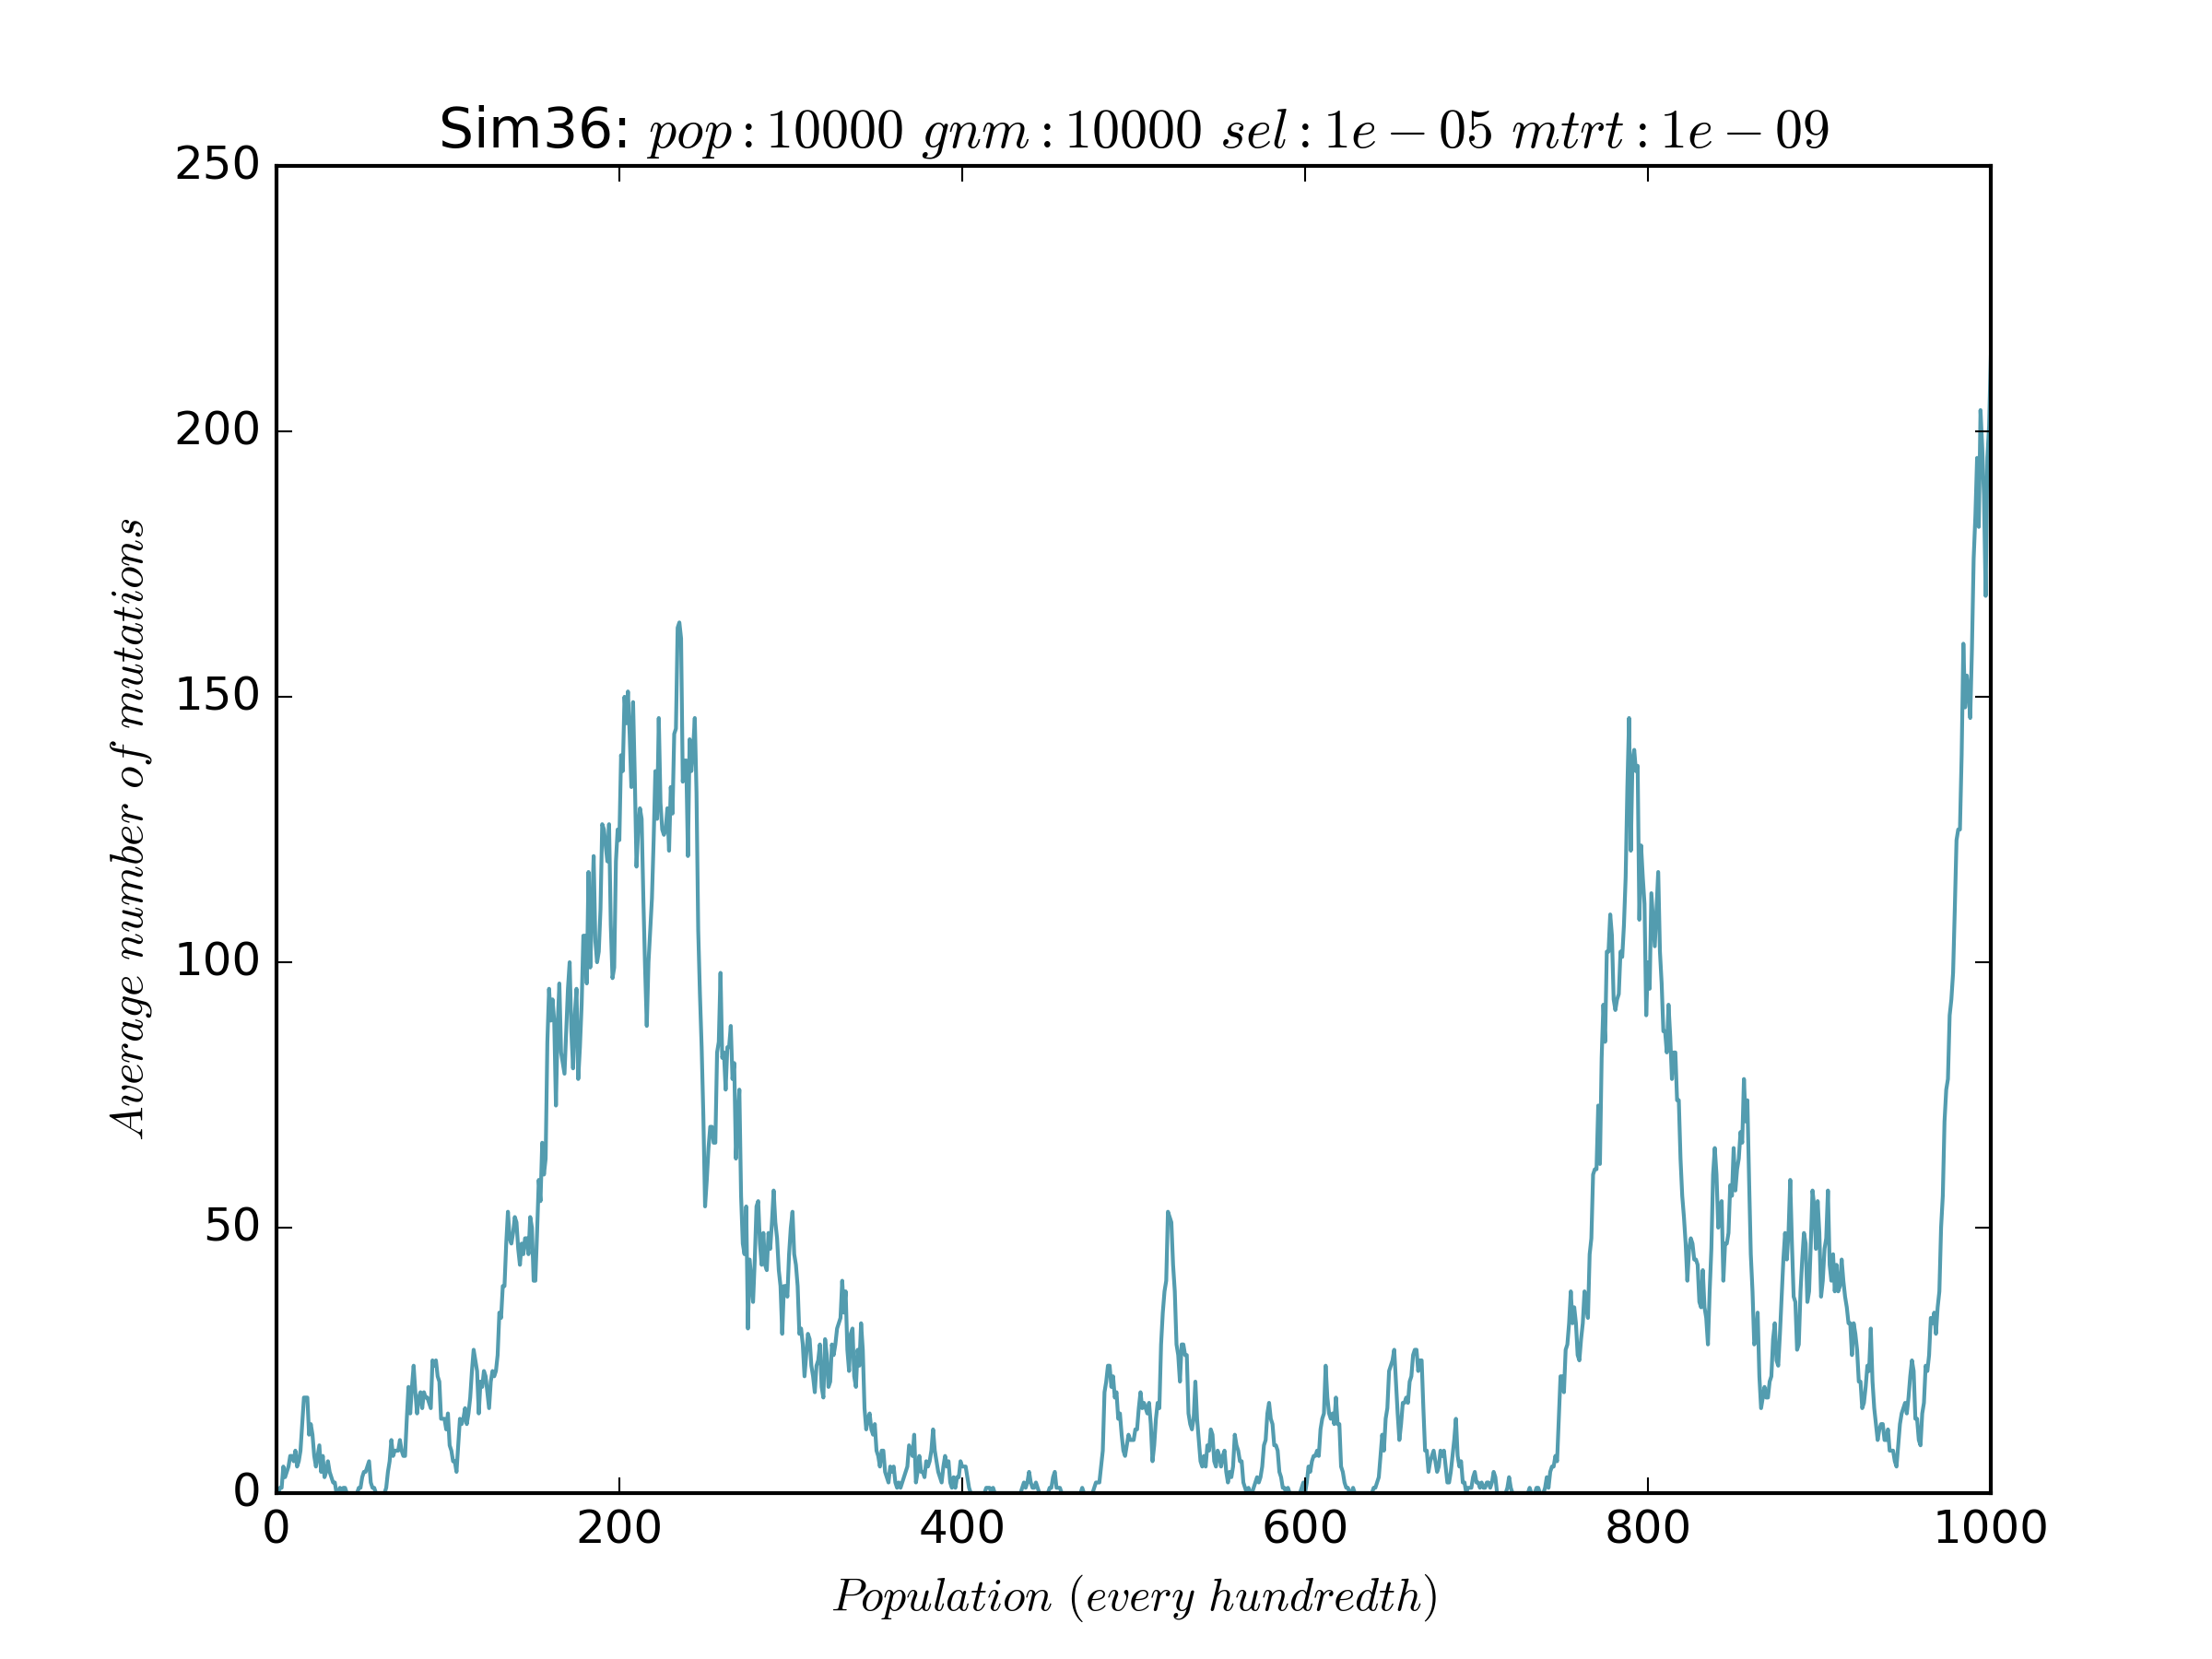 Sim36: pop : 10000 gnm : 10000 sel : 1e − 05 mtrt : 1e − 09
250
200
150
100
50
0
Average number of mutations
0 200 400 600 800 1000
Population (every hundredth)